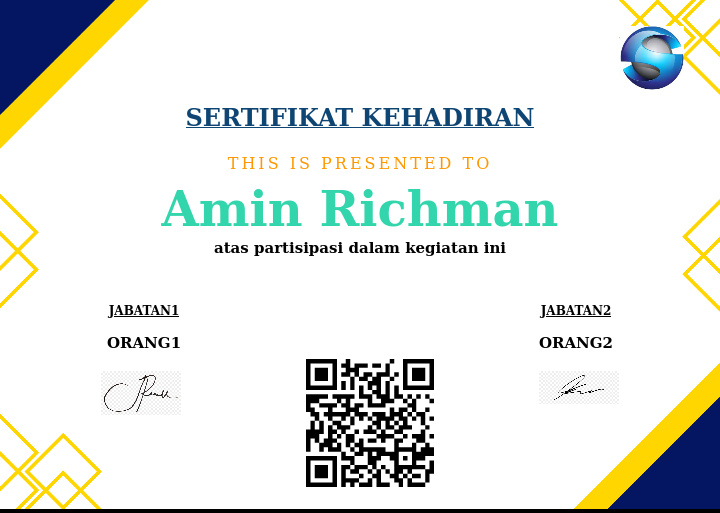 SERTIFIKAT KEHADIRAN
THIS IS PRESENTED TO
Amin Richman
atas partisipasi dalam kegiatan ini
JABATAN1
JABATAN2
ORANG1
ORANG2